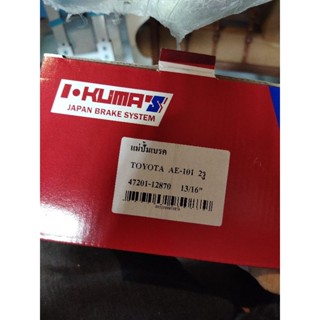 I•KUMA'S
JAPAN BRAKE SYSTEM
แม่ปั๊มเบรค
TOYOTA AE-101 2รู
47201-12870 13/16"